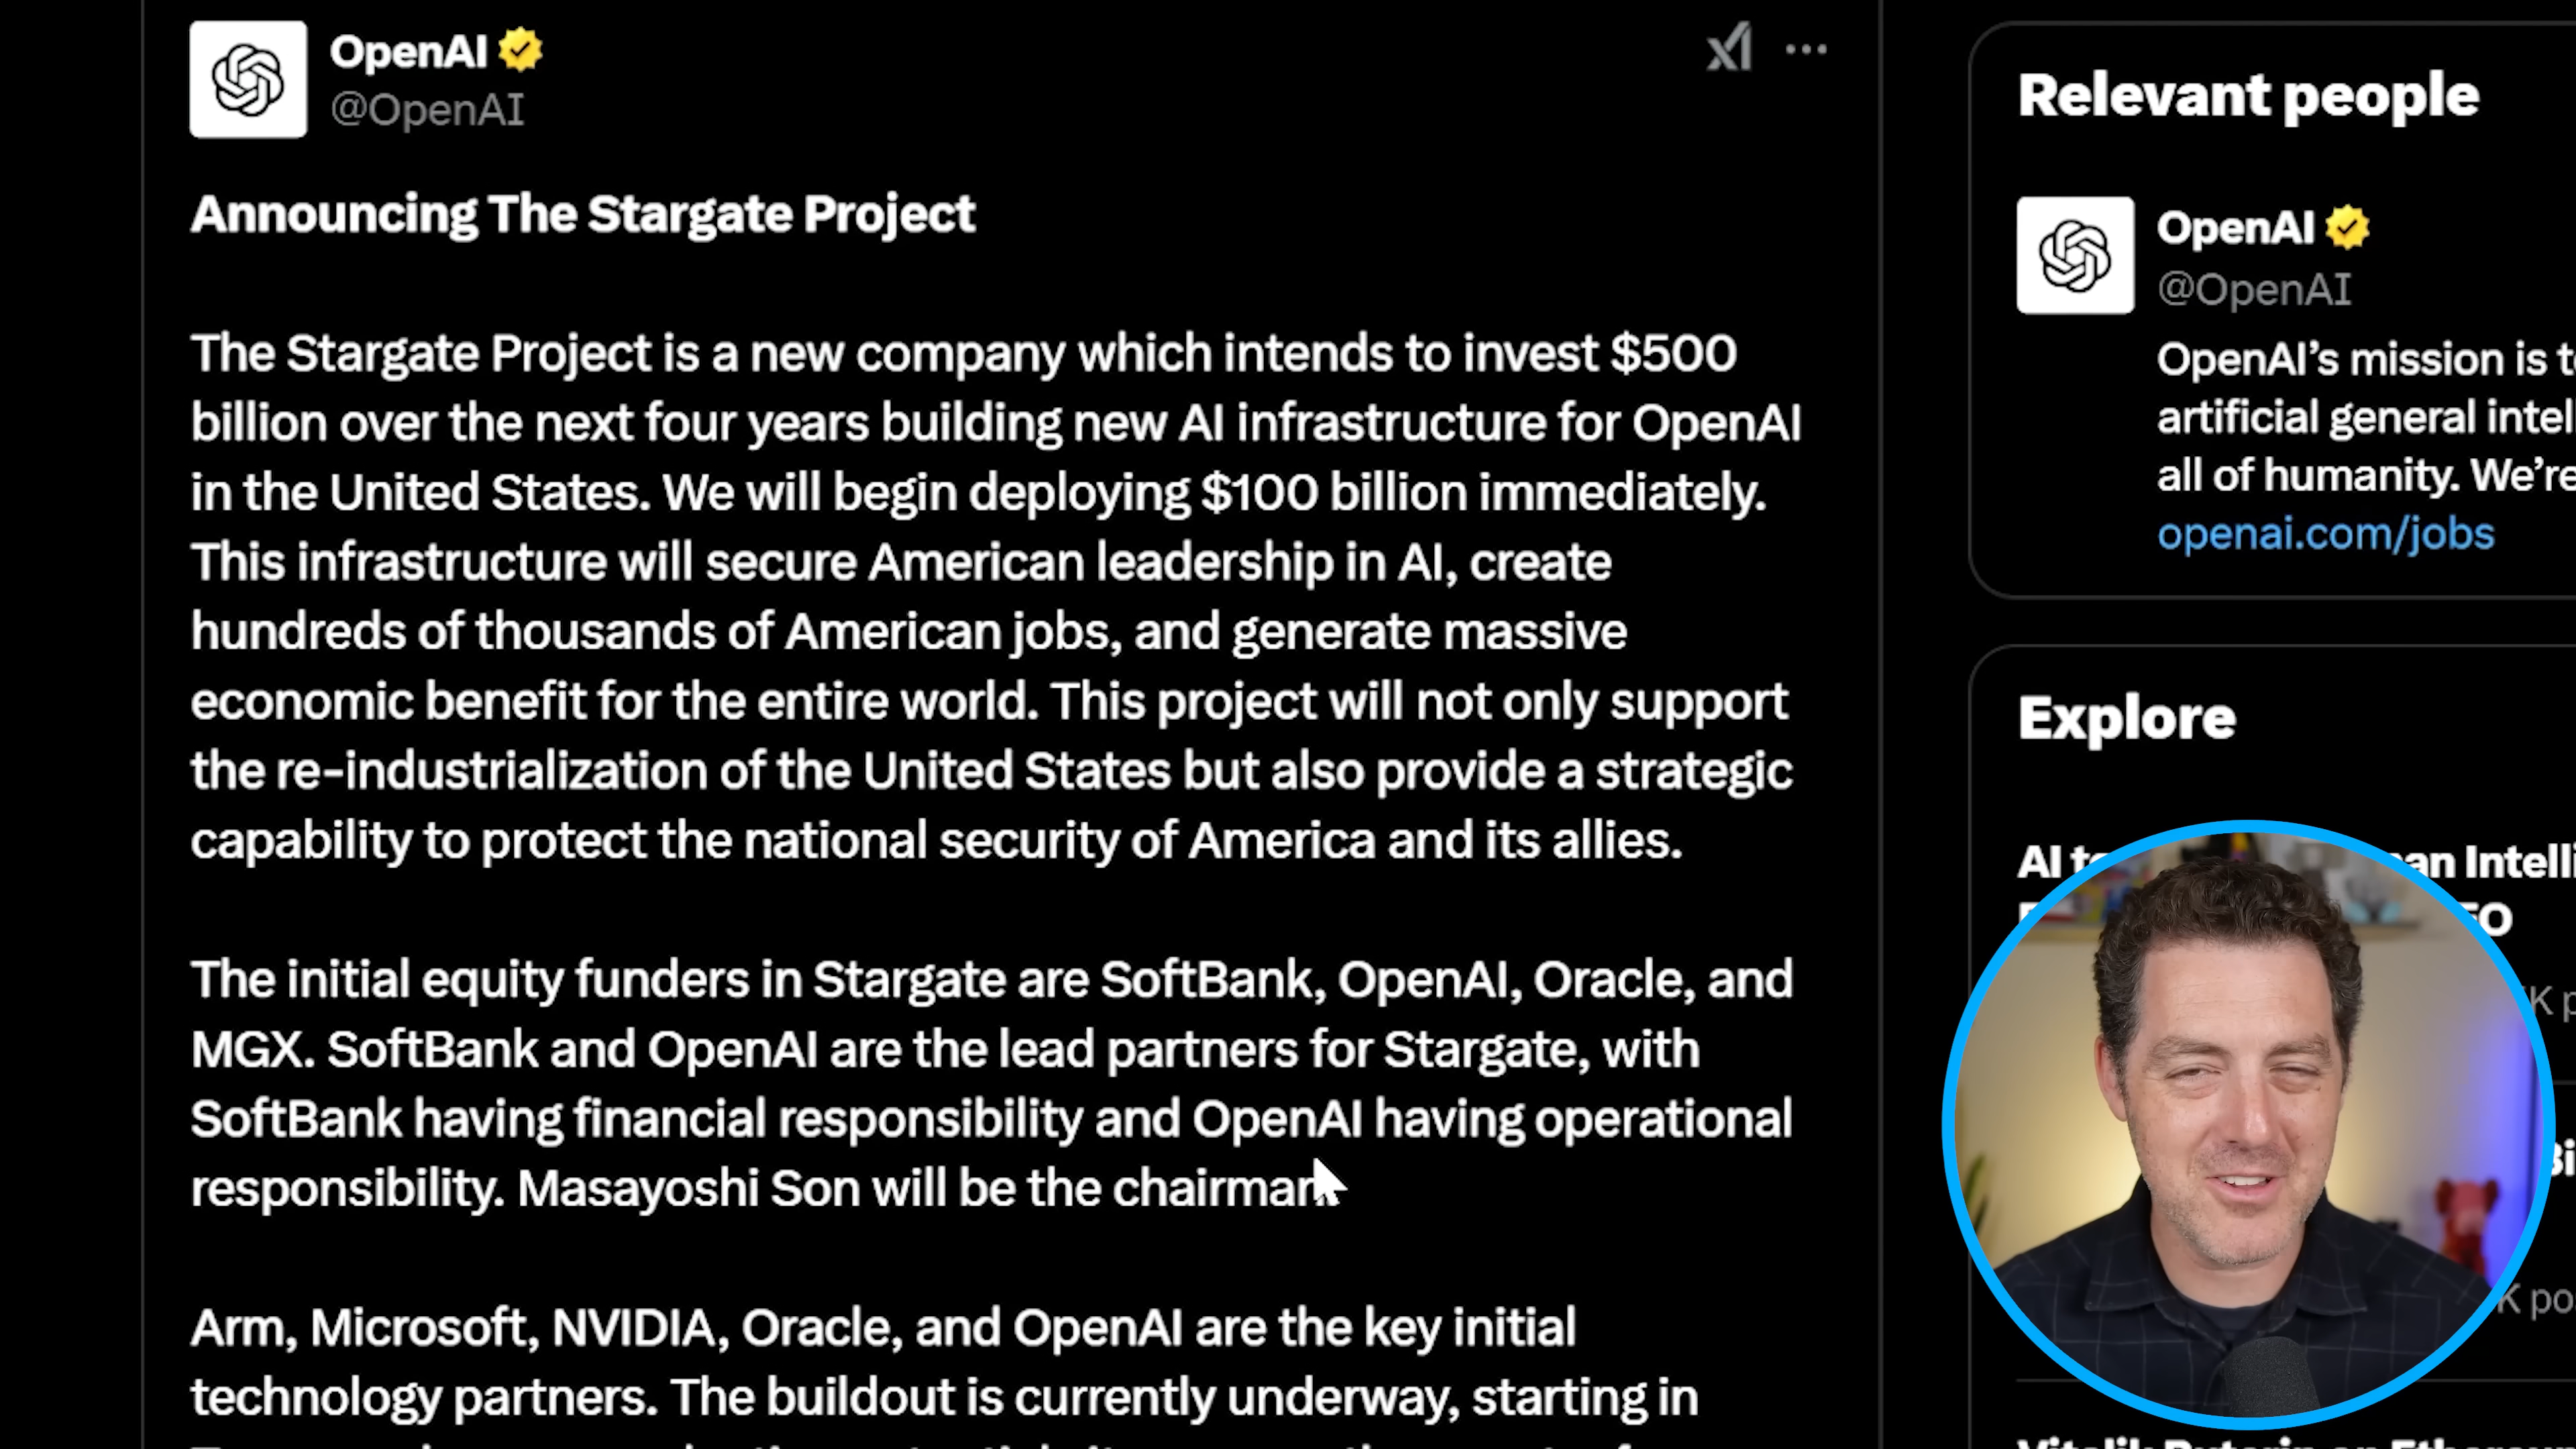 OpenAI
@OpenAI
Announcing The Stargate Project
The Stargate Project is a new company which intends to invest $500
billion over the next four years building new AI infrastructure for OpenAI
in the United States. We will begin deploying $100 billion immediately.
This infrastructure will secure American leadership in AI, create
hundreds of thousands of American jobs, and generate massive
economic benefit for the entire world. This project will not only support
the re-industrialization of the United States but also provide a strategic
capability to protect the national security of America and its allies.
The initial equity funders in Stargate are SoftBank, OpenAI, Oracle, and
MGX. SoftBank and OpenAI are the lead partners for Stargate, with
SoftBank having financial responsibility and OpenAI having operational
responsibility. Masayoshi Son will be the chairman.
Arm, Microsoft, NVIDIA, Oracle, and OpenAI are the key initial
technology partners. The buildout is currently underway, starting in
Relevant people
OpenAI
@OpenAI
OpenAI's mission is
artificial general
all of humanity. We're
openai.com/jobs
Explore
AI